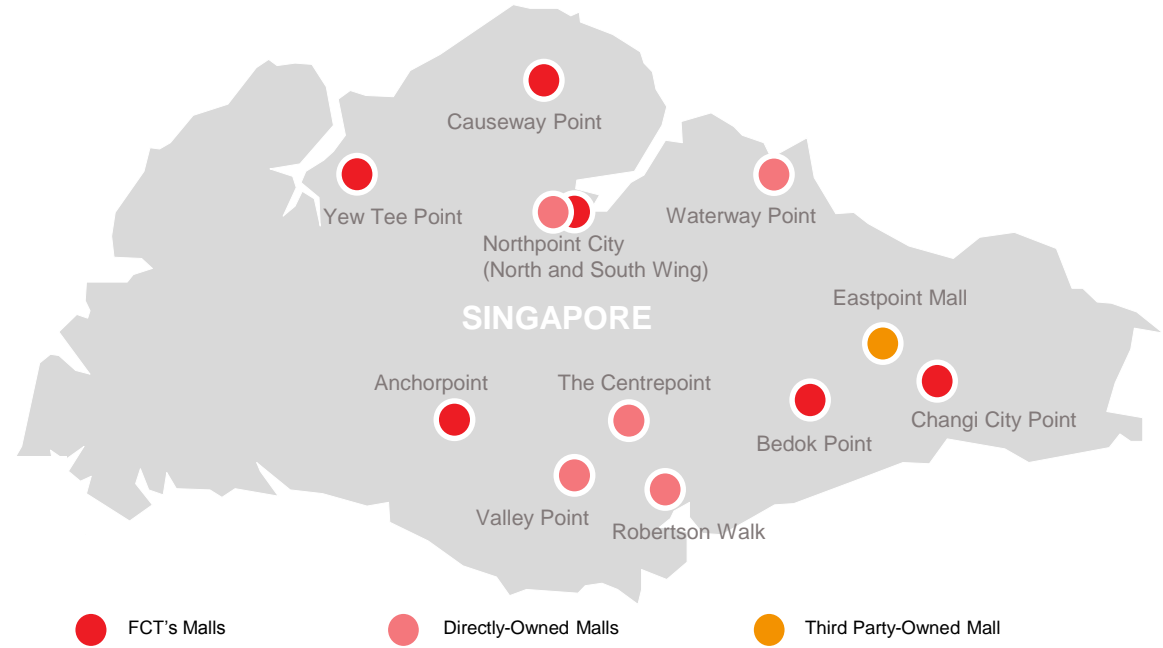 Causeway Point
Yew Tee Point
Waterway Point
Northpoint City
(North and South Wing)
Eastpoint Mall
SINGAPORE
Anchorpoint
The Centrepoint
Changi City Point
Bedok Point
Valley Point
Robertson Walk
FCT's Malls
Directly-Owned Malls
Third Party-Owned Mall